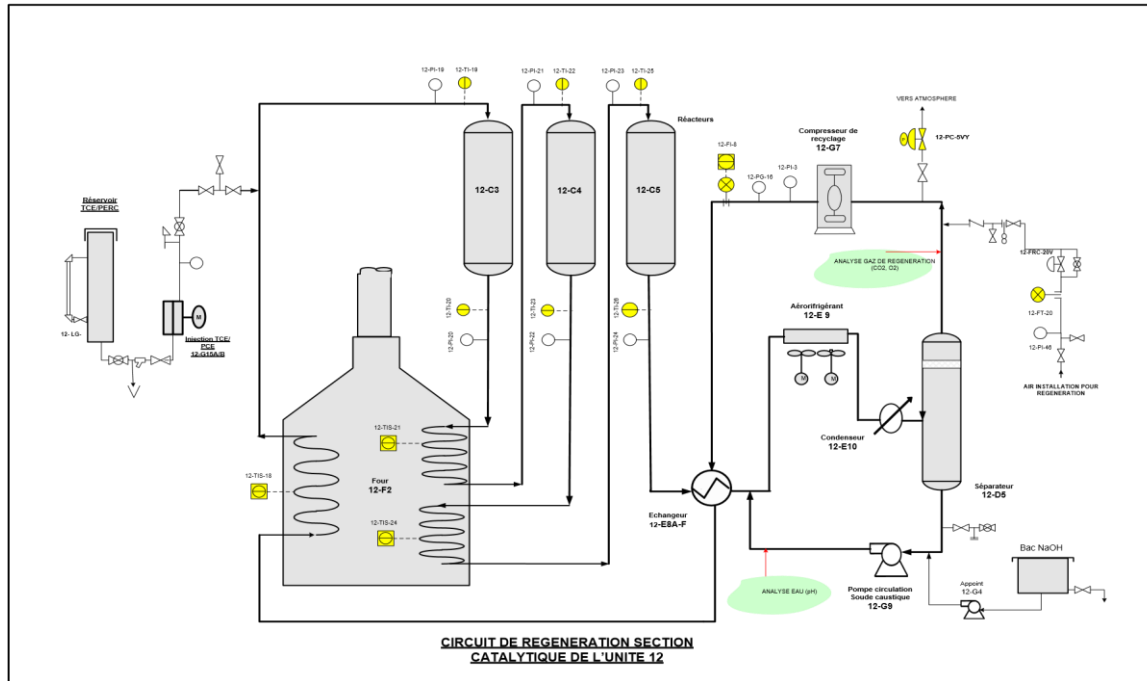 12-PI-19
12-TI-19
12-PI-21
12-TI-22
12-PI-23
12-TI-25
Réacteurs
VERS ATMOSPHERE
12-PC-5VY
Compresseur de
recyclage
12-G7
12-FI-8
12-PG-16
12-PI-3
12-C3
12-C4
12-C5
Réservoir
TCE/PERC
12- LG-
M
Injection TCE/
PCE
12-G15A/B
ANALYSE GAZ DE REGENERATION
(CO2, O2)
12-FRC-20V
12-FT-20
12-PI-46
AIR INSTALLATION POUR
REGENERATION
12-TI-20
12-PI-20
12-TI-23
12-PI-22
12-TI-26
12-PI-24
Aérorifrigérant
12-E 9
M
M
Condenseur
12-E10
12-TIS-21
12-TIS-18
Four
12-F2
12-TIS-24
Echangeur
12-E8A-F
Séparateur
12-D5
ANALYSE EAU (pH)
Pompe circulation
Soude caustique
12-G9
Appoint
12-G4
Bac NaOH
CIRCUIT DE REGENERATION SECTION
CATALYTIQUE DE L'UNITE 12